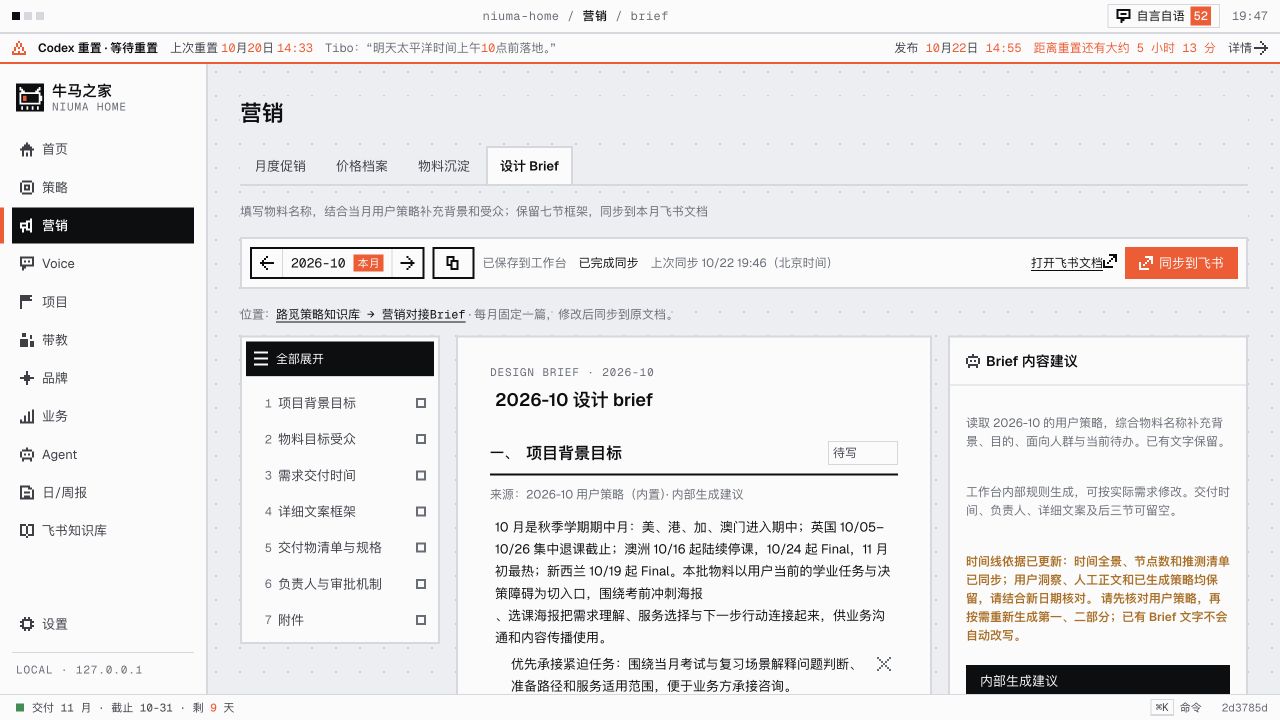 niuma-home / 营销 / brief
自言自语 52
19:47
Codex 重置 · 等待重置 上次重置 10月20日 14:33 Tibo：“明天太平洋时间上午10点前落地。”
发布 10月22日 14:55 距离重置还有大约 5 小时 13 分 详情
牛马之家
NIUMA HOME
首页
策略
营销
Voice
项目
带教
品牌
业务
Agent
日/周报
飞书知识库
设置
LOCAL · 127.0.0.1
营销
月度促销 价格档案 物料沉淀 设计 Brief
填写物料名称，结合当月用户策略补充背景和受众；保留七节框架，同步到本月飞书文档
2026-10 本月 已保存到工作台 已完成同步 上次同步 10/22 19:46（北京时间）
打开飞书文档 同步到飞书
位置： 路觅策略知识库 → 营销对接Brief · 每月固定一篇，修改后同步到原文档。
全部展开
1 项目背景目标
2 物料目标受众
3 需求交付时间
4 详细文案框架
5 交付物清单与规格
6 负责人与审批机制
7 附件
DESIGN BRIEF · 2026-10
2026-10 设计 brief
一、 项目背景目标
待写
来源：2026-10 用户策略（内置）· 内部生成建议
10 月是秋季学期期中月：美、港、加、澳门进入期中；英国 10/05–
10/26 集中退课截止；澳洲 10/16 起陆续停课，10/24 起 Final，11 月
初最热；新西兰 10/19 起 Final。本批物料以用户当前的学业任务与决
策障碍为切入口，围绕考前冲刺海报
、选课海报把需求理解、服务选择与下一步行动连接起来，供业务沟
通和内容传播使用。
优先承接紧迫任务：围绕当月考试与复习场景解释问题判断、
准备路径和服务适用范围，便于业务方承接咨询。
Brief 内容建议
读取 2026-10 的用户策略，综合物料名称补充背
景、目的、面向人群与当前待办。已有文字保留。
工作台内部规则生成，可按实际需求修改。交付时
间、负责人、详细文案及后三节可留空。
时间线依据已更新：时间全景、节点数和推测清单
已同步；用户洞察、人工正文和已生成策略均保
留，请结合新日期核对。 请先核对用户策略，再
按需重新生成第一、二部分；已有 Brief 文字不会
自动改写。
内部生成建议
交付 11 月 · 截止 10-31 · 剩 9 天
⌘K 命令 2d3785d